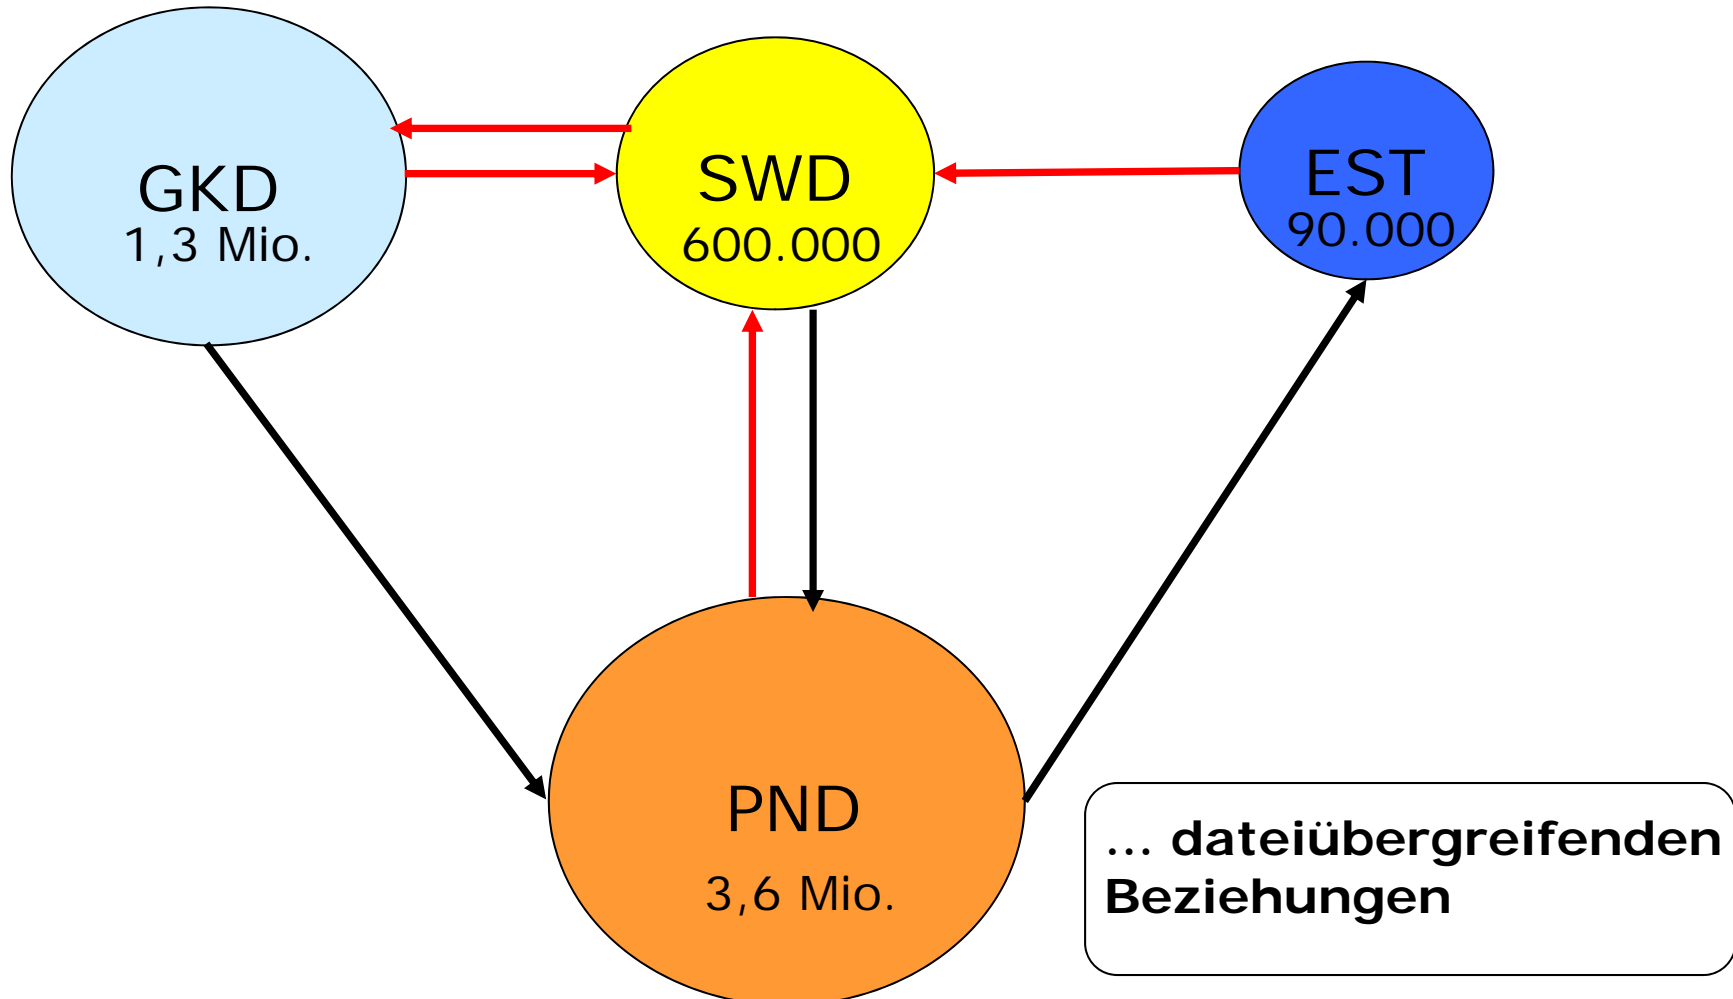 GKD
1,3 Mio.
SWD
600.000
EST
90.000
PND
3,6 Mio.
... dateiübergreifenden
Beziehungen